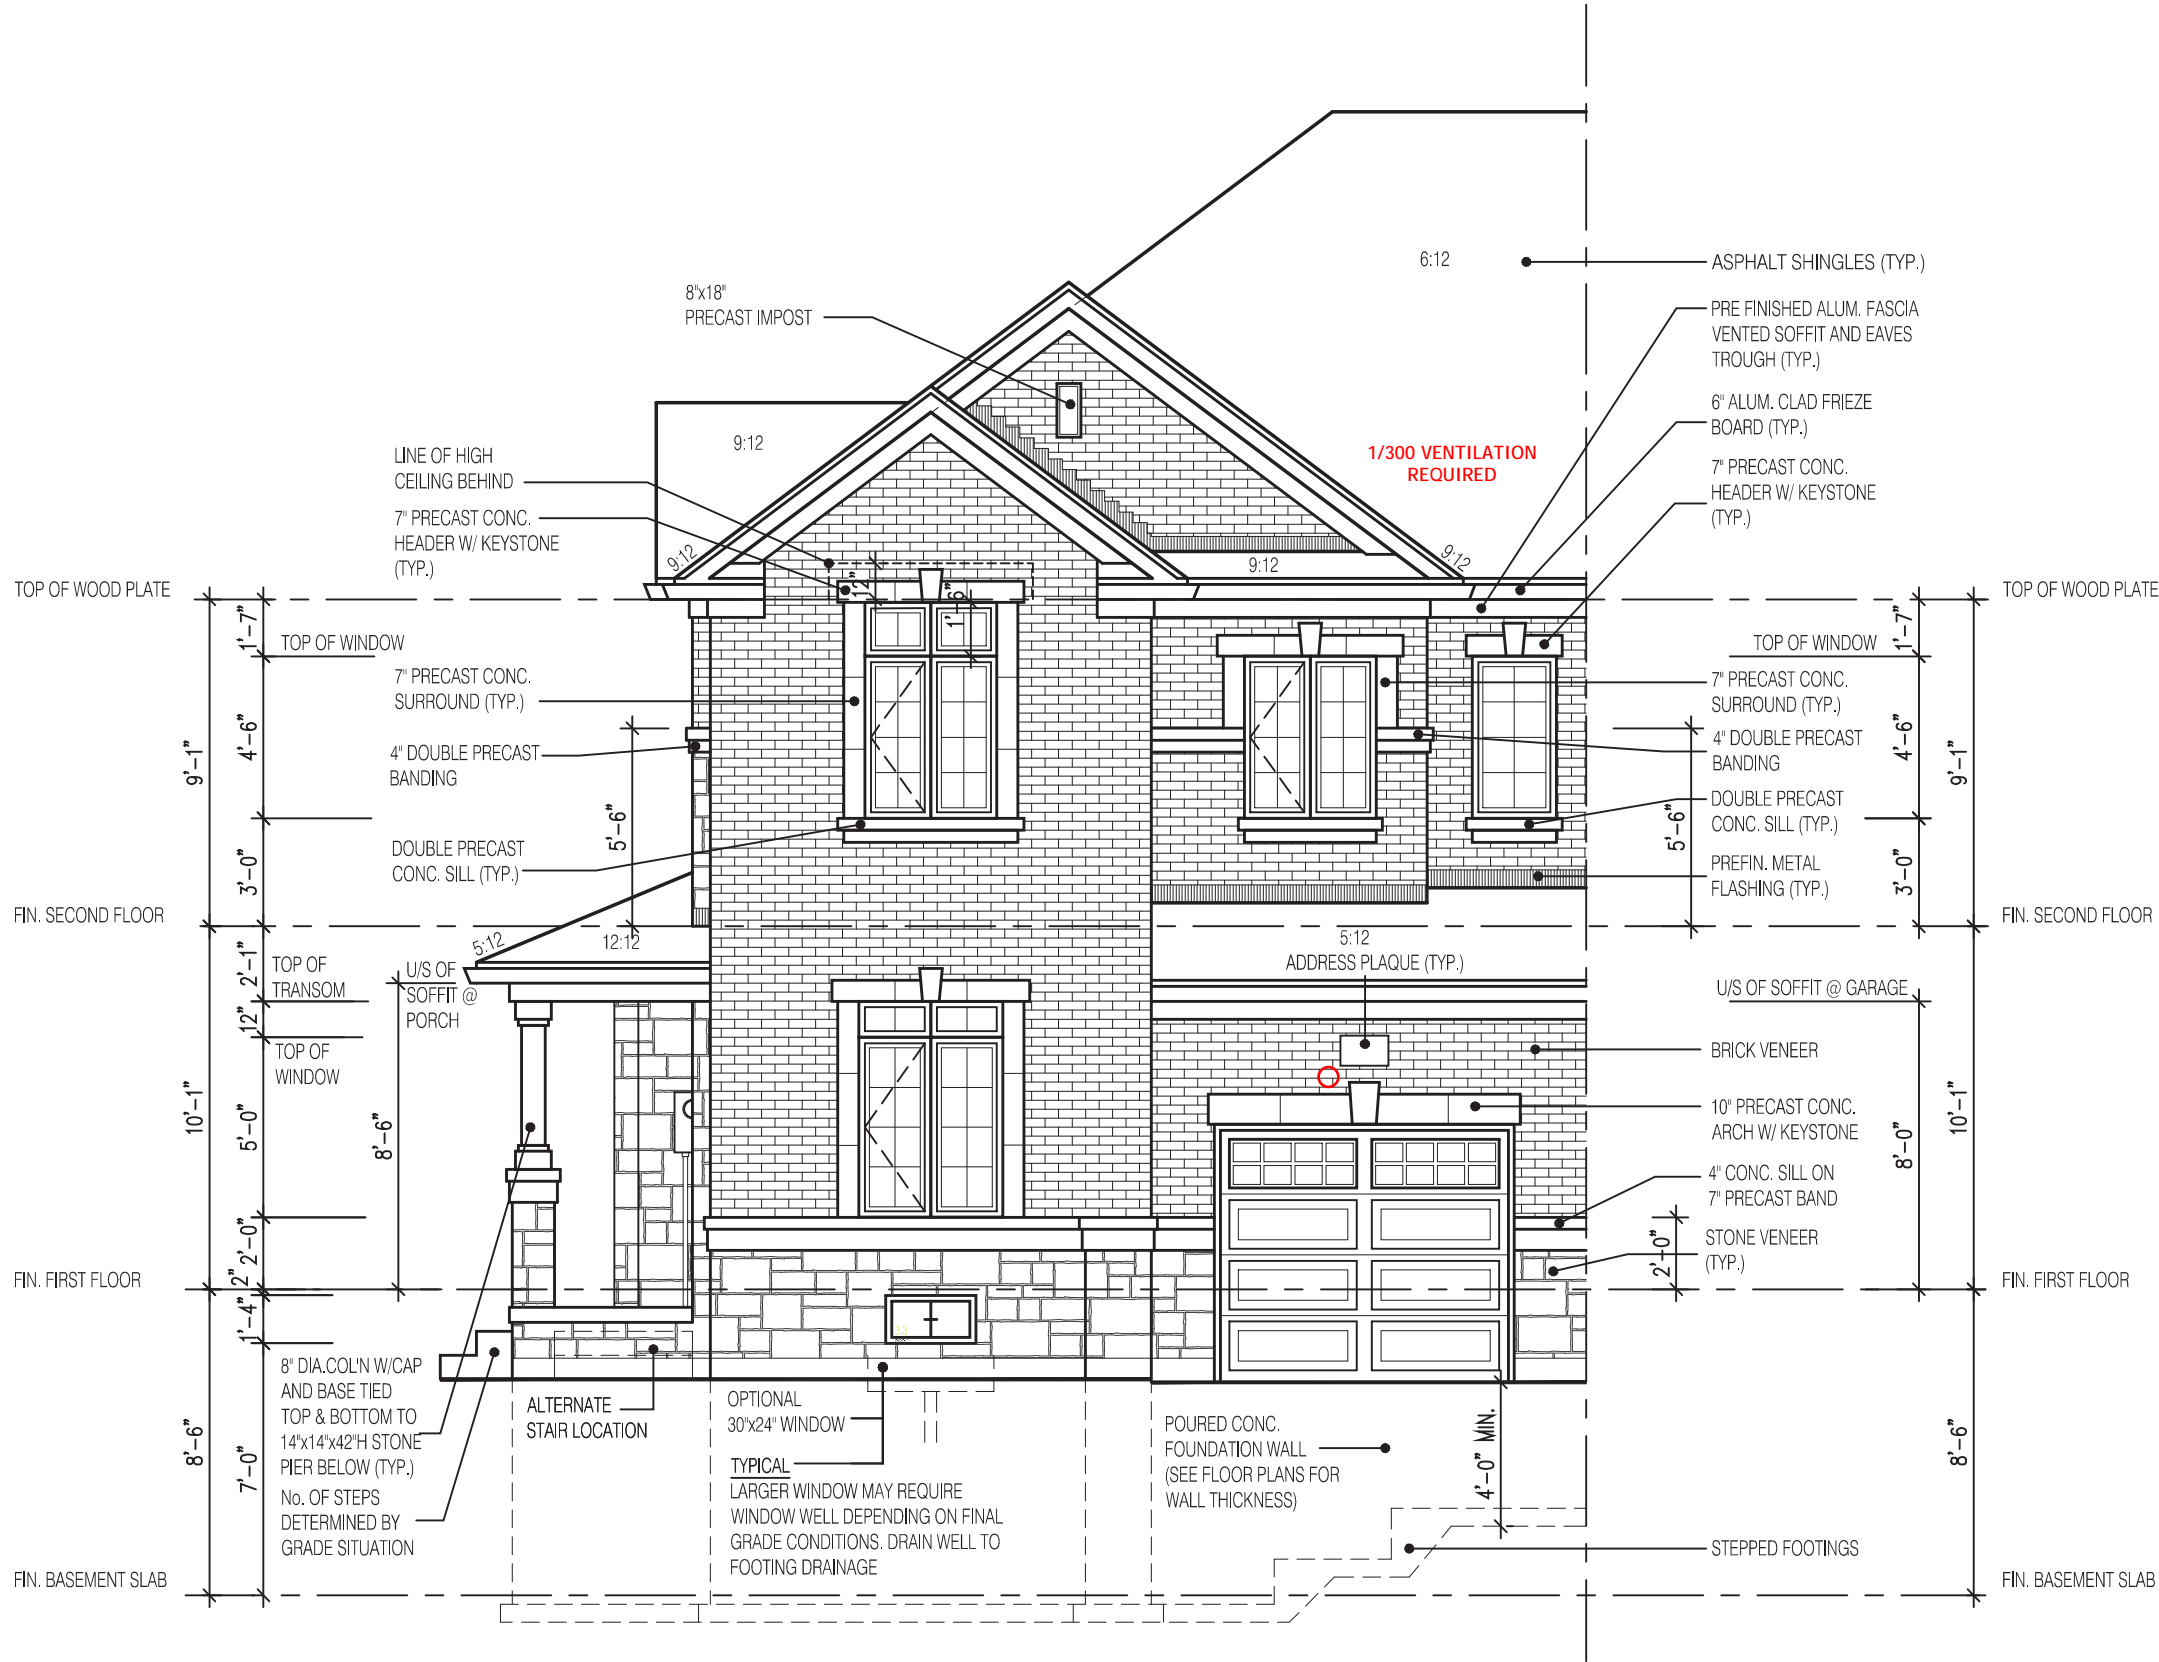 6:12
ASPHALT SHINGLES (TYP.)
8"x18"
PRECAST IMPOST
PRE FINISHED ALUM. FASCIA
VENTED SOFFIT AND EAVES
TROUGH (TYP.)
6" ALUM. CLAD FRIEZE
BOARD (TYP.)
9:12
1/300 VENTILATION
REQUIRED
LINE OF HIGH
CEILING BEHIND
7" PRECAST CONC.
HEADER W/ KEYSTONE
(TYP.)
7" PRECAST CONC.
HEADER W/ KEYSTONE
(TYP.)
9:12
9:12
9:12
12"
1'-6"
TOP OF WOOD PLATE
TOP OF WOOD PLATE
1'-7"
TOP OF WINDOW
TOP OF WINDOW
1'-7"
7" PRECAST CONC.
SURROUND (TYP.)
7" PRECAST CONC.
SURROUND (TYP.)
4" DOUBLE PRECAST
BANDING
4" DOUBLE PRECAST
BANDING
9'-1"
4'-6"
4'-6"
9'-1"
5'-6"
5'-6"
DOUBLE PRECAST
CONC. SILL (TYP.)
DOUBLE PRECAST
CONC. SILL (TYP.)
3'-0"
3'-0"
PREFIN. METAL
FLASHING (TYP.)
FIN. SECOND FLOOR
FIN. SECOND FLOOR
5:12
12:12
5:12
ADDRESS PLAQUE (TYP.)
2'-1"
TOP OF
TRANSOM
U/S OF
SOFFIT @
PORCH
U/S OF SOFFIT @ GARAGE
12"
TOP OF
WINDOW
BRICK VENEER
10'-1"
5'-0"
8'-6"
10" PRECAST CONC.
ARCH W/ KEYSTONE
8'-0"
10'-1"
4" CONC. SILL ON
7" PRECAST BAND
2'-0"
2'-0"
STONE VENEER
(TYP.)
FIN. FIRST FLOOR
FIN. FIRST FLOOR
2"
1'-4"
8" DIA.COL'N W/CAP
AND BASE TIED
TOP & BOTTOM TO
14"x14"x42"H STONE
PIER BELOW (TYP.)
No. OF STEPS
DETERMINED BY
GRADE SITUATION
ALTERNATE
STAIR LOCATION
OPTIONAL
30"x24" WINDOW
TYPICAL
LARGER WINDOW MAY REQUIRE
WINDOW WELL DEPENDING ON FINAL
GRADE CONDITIONS. DRAIN WELL TO
FOOTING DRAINAGE
POURED CONC.
FOUNDATION WALL
(SEE FLOOR PLANS FOR
WALL THICKNESS)
4'-0" MIN.
8'-6"
7'-0"
8'-6"
STEPPED FOOTINGS
FIN. BASEMENT SLAB
FIN. BASEMENT SLAB